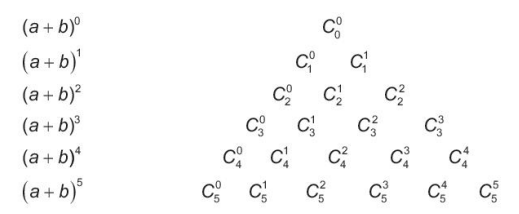 (a + b)⁰ C₀⁰
(a + b)¹ C₁⁰ C₁¹
(a + b)² C₂⁰ C₂¹ C₂²
(a + b)³ C₃⁰ C₃¹ C₃² C₃³
(a + b)⁴ C₄⁰ C₄¹ C₄² C₄³ C₄⁴
(a + b)⁵ C₅⁰ C₅¹ C₅² C₅³ C₅⁴ C₅⁵